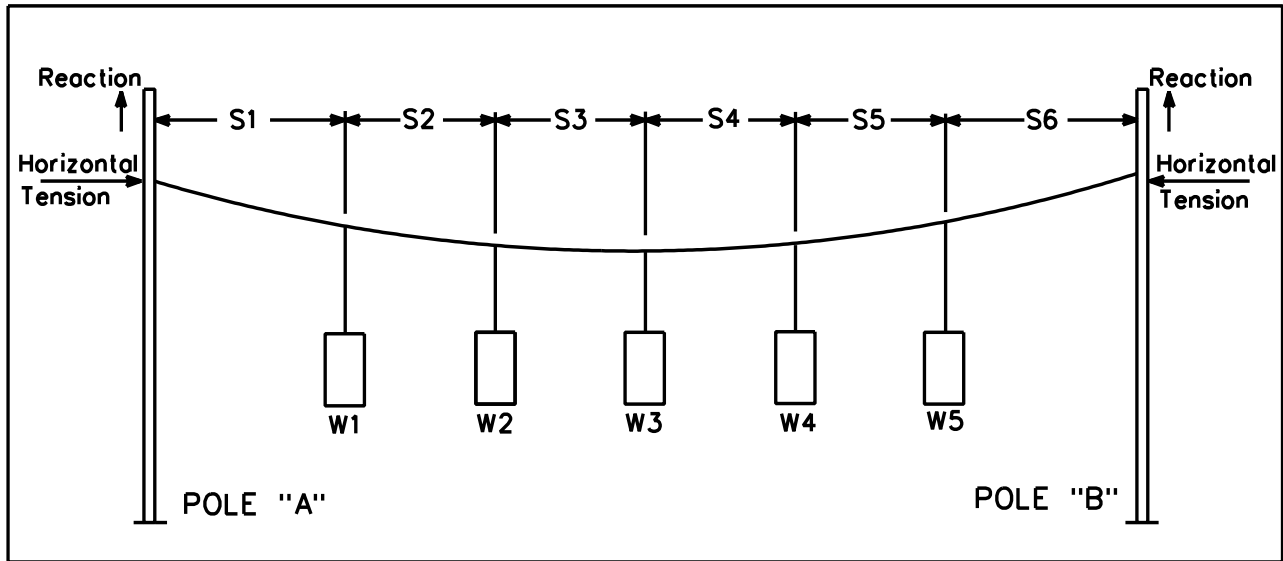 Reaction
Reaction
S1 S2 S3 S4 S5 S6
Horizontal
Tension
Horizontal
Tension
W1 W2 W3 W4 W5
POLE "A"
POLE "B"